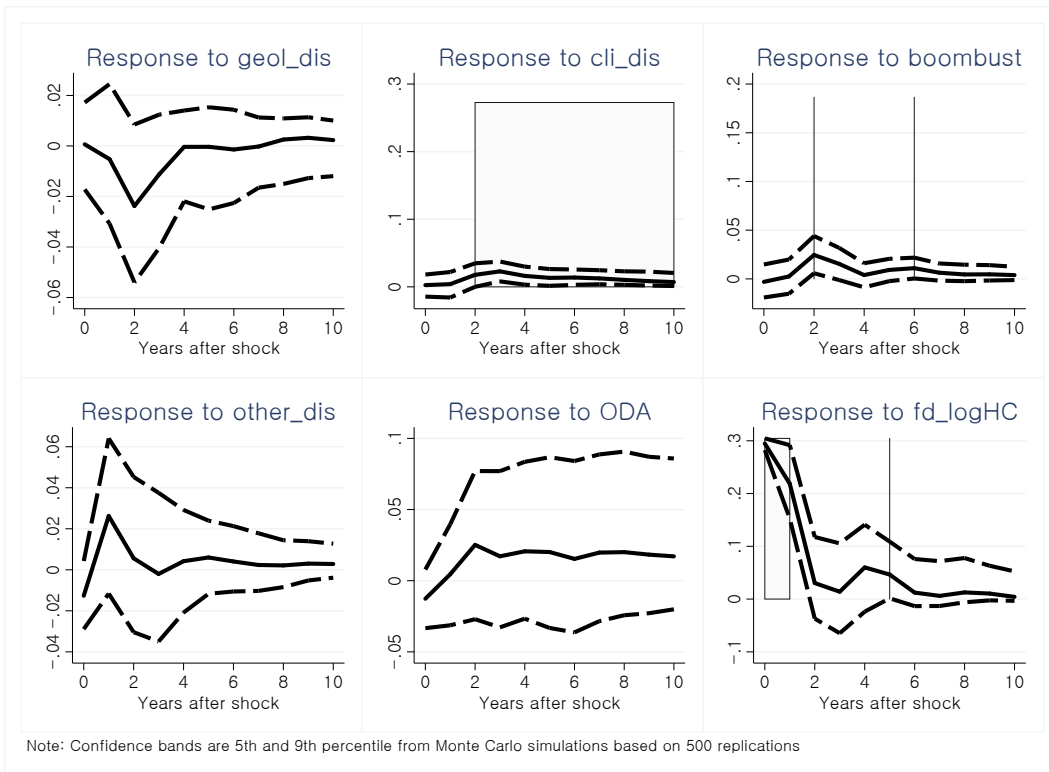 Response to geol_dis
.02
0
-.02
-.04
-.06
0 2 4 6 8 10
Years after shock
Response to cli_dis
.3
.2
.1
0
0 2 4 6 8 10
Years after shock
Response to boombust
.2
.15
.1
.05
0
0 2 4 6 8 10
Years after shock
Response to other_dis
.06
.04
.02
0
-.02
-.04
0 2 4 6 8 10
Years after shock
Response to ODA
.1
.05
0
-.05
0 2 4 6 8 10
Years after shock
Response to fd_logHC
.3
.2
.1
0
-.1
0 2 4 6 8 10
Years after shock
Note: Confidence bands are 5th and 9th percentile from Monte Carlo simulations based on 500 replications